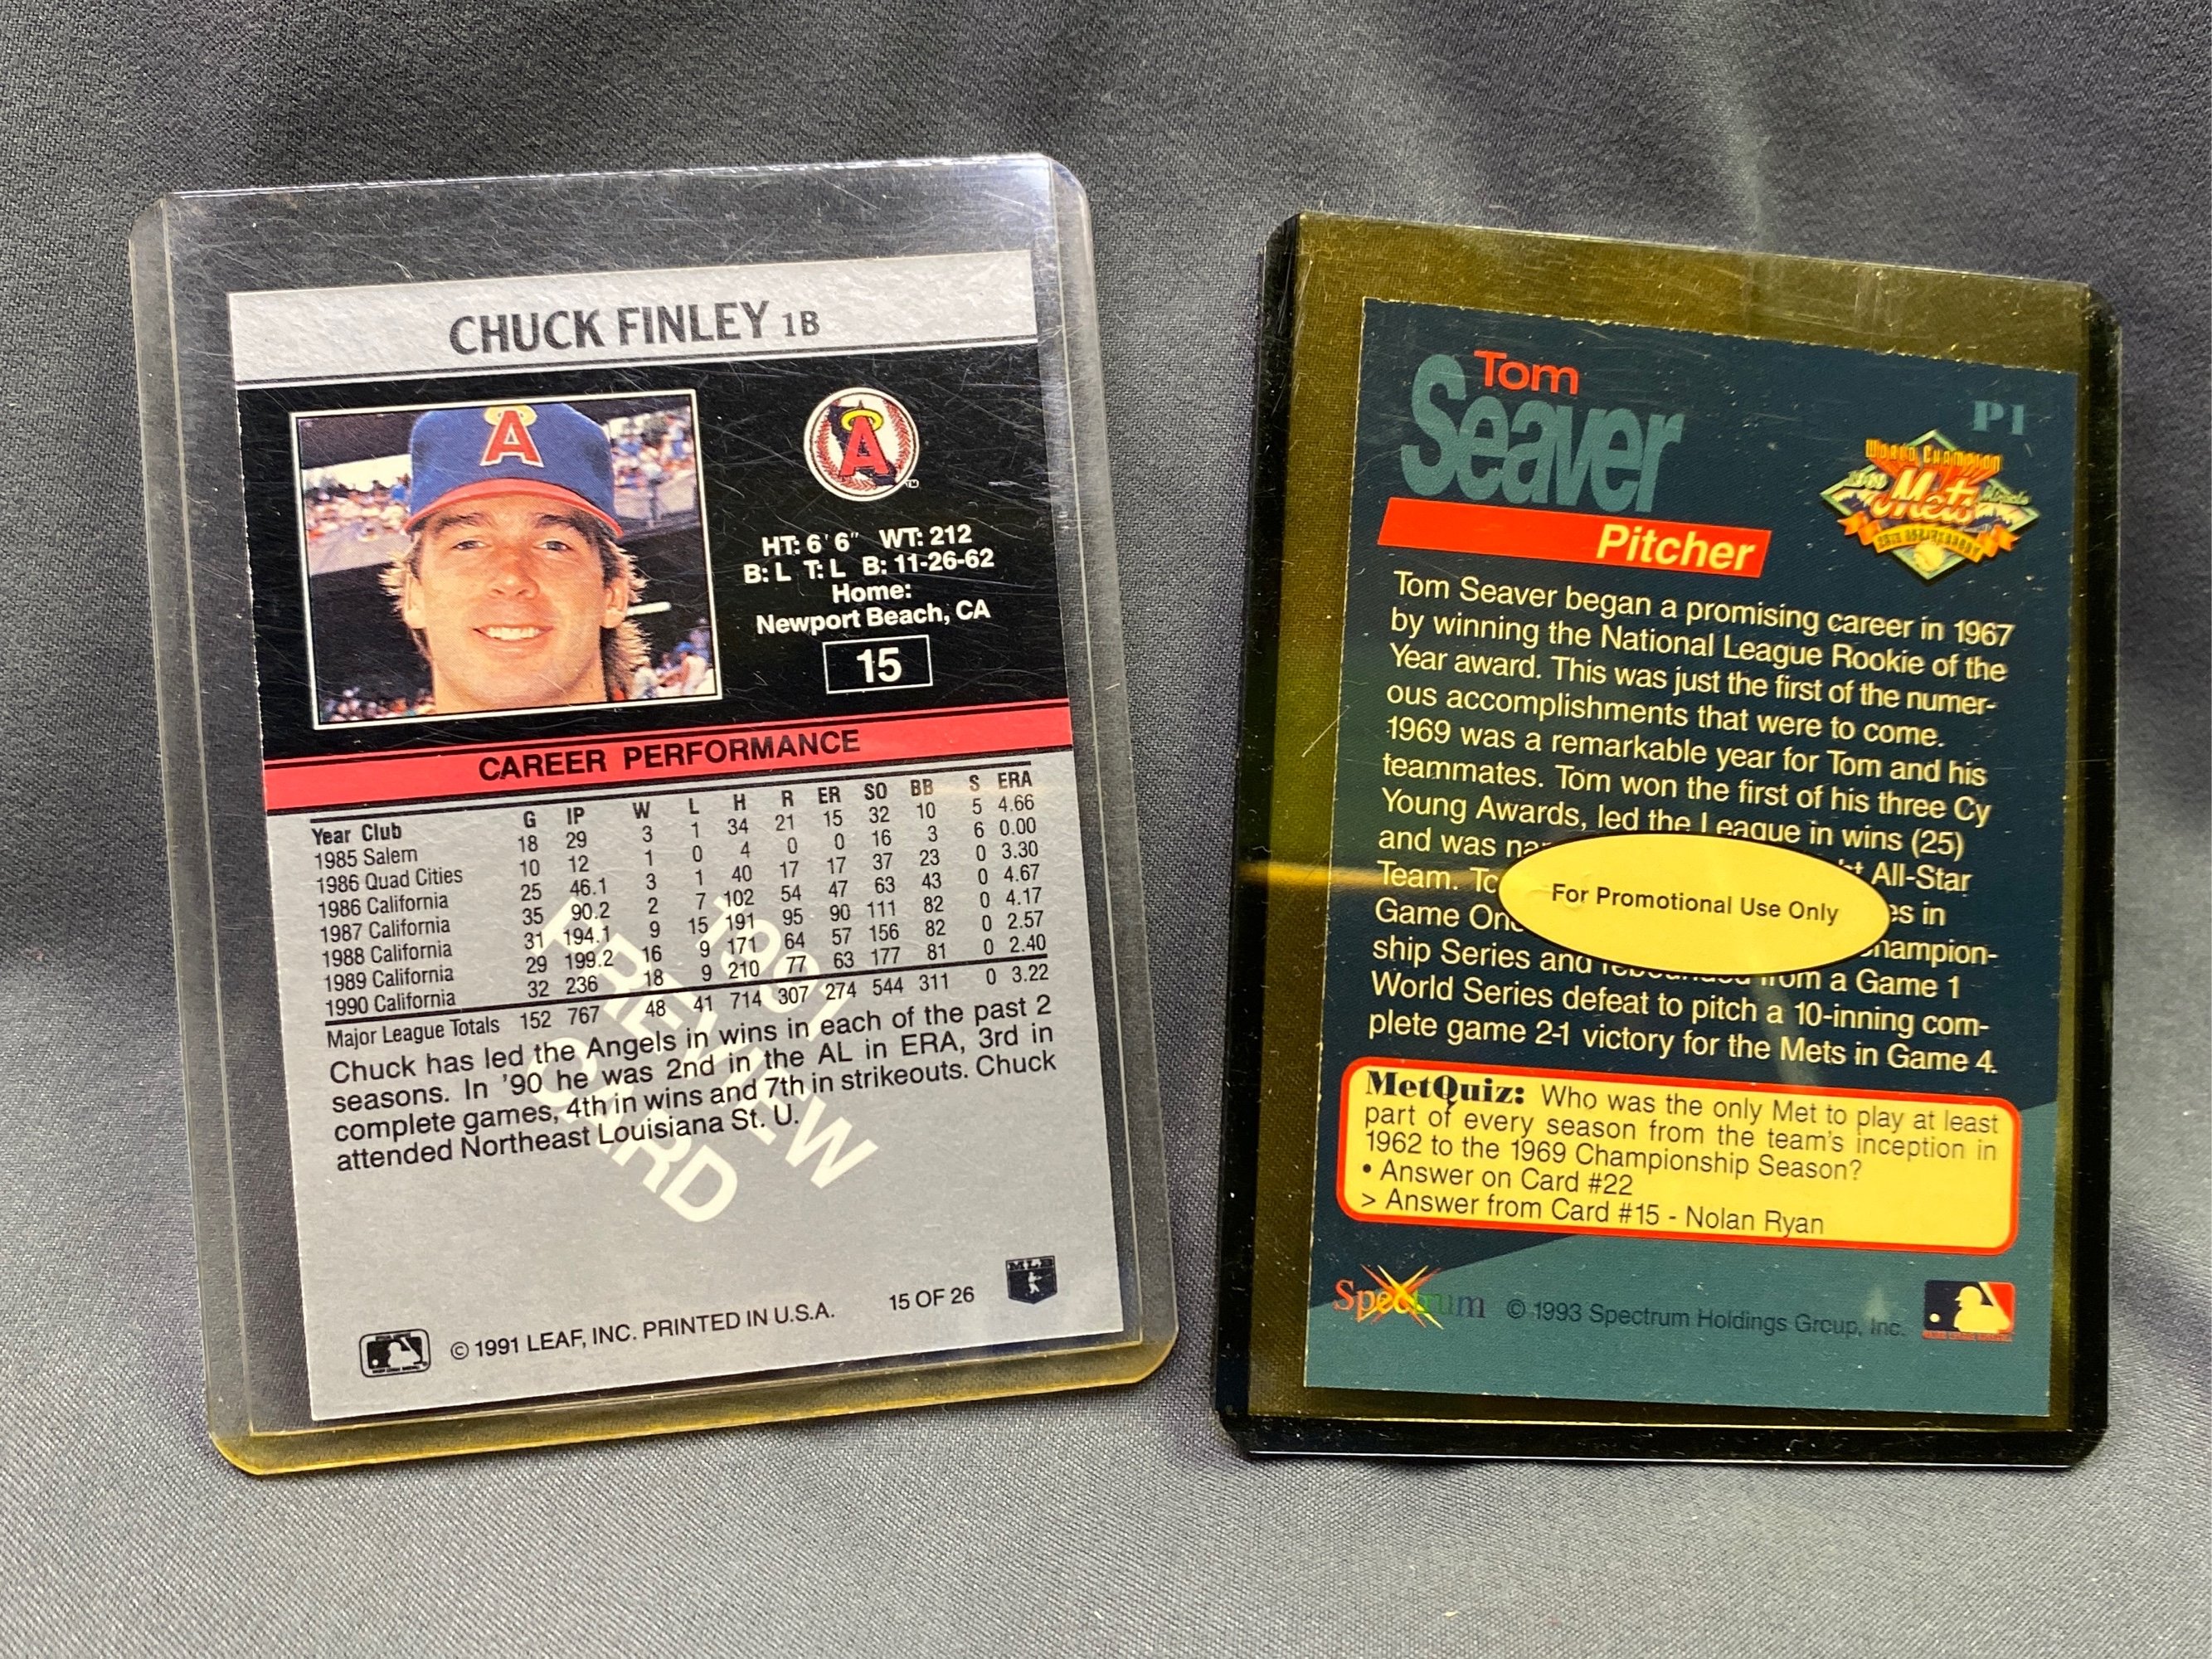 CHUCK FINLEY 1B
A
A
HT: 6' 6" WT: 212
B: L T: L B: 11-26-62
Home:
Newport Beach, CA
15
CAREER PERFORMANCE
Year Club G IP W L H R ER SO BB S ERA
1985 Salem 18 29 3 1 34 21 15 32 10 5 4.66
1986 Quad Cities 10 12 1 0 4 0 0 16 3 6 0.00
1986 California 25 46.1 3 1 40 17 17 37 23 0 3.30
1987 California 35 90.2 2 7 102 54 47 63 43 0 4.67
1988 California 31 194.1 9 15 191 95 90 111 82 0 4.17
1989 California 29 199.2 16 9 171 64 57 156 82 0 2.57
1990 California 32 236 18 9 210 77 63 177 81 0 2.40
Major League Totals 152 767 48 41 714 307 274 544 311 0 3.22
1991
PREVIEW
CARD
Chuck has led the Angels in wins in each of the past 2
seasons. In '90 he was 2nd in the AL in ERA, 3rd in
complete games, 4th in wins and 7th in strikeouts. Chuck
attended Northeast Louisiana St. U.
© 1991 LEAF, INC. PRINTED IN U.S.A.
15 OF 26
MLB
Tom
Seaver
P1
Pitcher
WORLD CHAMPION
1969
Mets
Miracle
25th ANNIVERSARY
Tom Seaver began a promising career in 1967
by winning the National League Rookie of the
Year award. This was just the first of the numer-
ous accomplishments that were to come.
1969 was a remarkable year for Tom and his
teammates. Tom won the first of his three Cy
Young Awards, led the League in wins (25)
and was All-Star
Team. in
Game
ship Series and from a Game 1
World Series defeat to pitch a 10-inning com-
plete game 2-1 victory for the Mets in Game 4.
For Promotional Use Only
MetQuiz: Who was the only Met to play at least
part of every season from the team's inception in
1962 to the 1969 Championship Season?
• Answer on Card #22
> Answer from Card #15 - Nolan Ryan
Spectrum
© 1993 Spectrum Holdings Group, Inc.